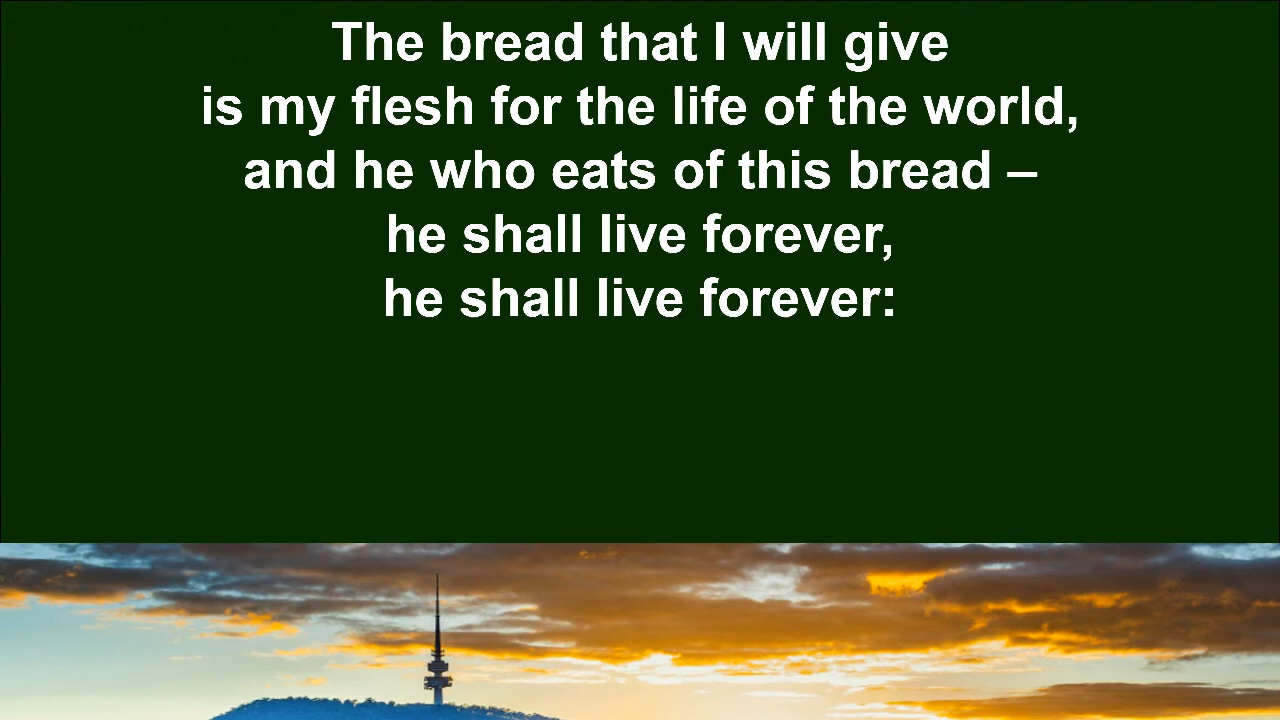 The bread that I will give
is my flesh for the life of the world,
and he who eats of this bread –
he shall live forever,
he shall live forever: